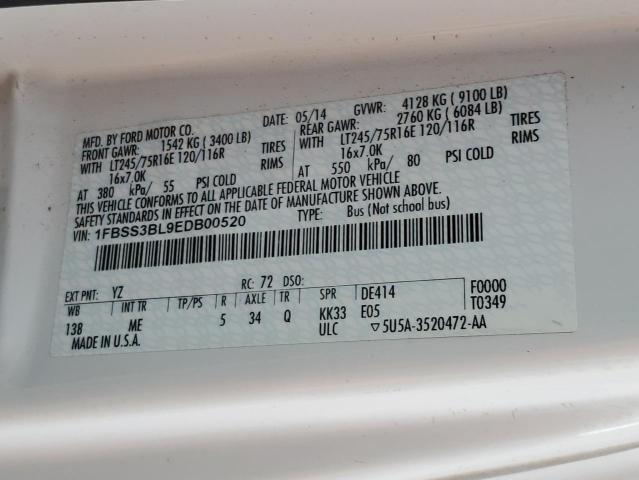 MFD. BY FORD MOTOR CO.
DATE: 05/14 GVWR: 4128 KG ( 9100 LB)
FRONT GAWR: 1542 KG ( 3400 LB)
REAR GAWR: 2760 KG ( 6084 LB)
WITH LT245/75R16E 120/116R TIRES
WITH LT245/75R16E 120/116R TIRES
16x7.0K RIMS
16x7.0K RIMS
AT 380 kPa/ 55 PSI COLD
AT 550 kPa/ 80 PSI COLD
THIS VEHICLE CONFORMS TO ALL APPLICABLE FEDERAL MOTOR VEHICLE
SAFETY STANDARDS IN EFFECT ON THE DATE OF MANUFACTURE SHOWN ABOVE.
VIN: 1FBSS3BL9EDB00520 TYPE: Bus (Not school bus)
EXT PNT: YZ RC: 72 DSO:
WB INT TR TP/PS R AXLE TR SPR DE414 F0000
138 ME 5 34 Q KK33 E05 T0349
MADE IN U.S.A. ULC ▽5U5A-3520472-AA